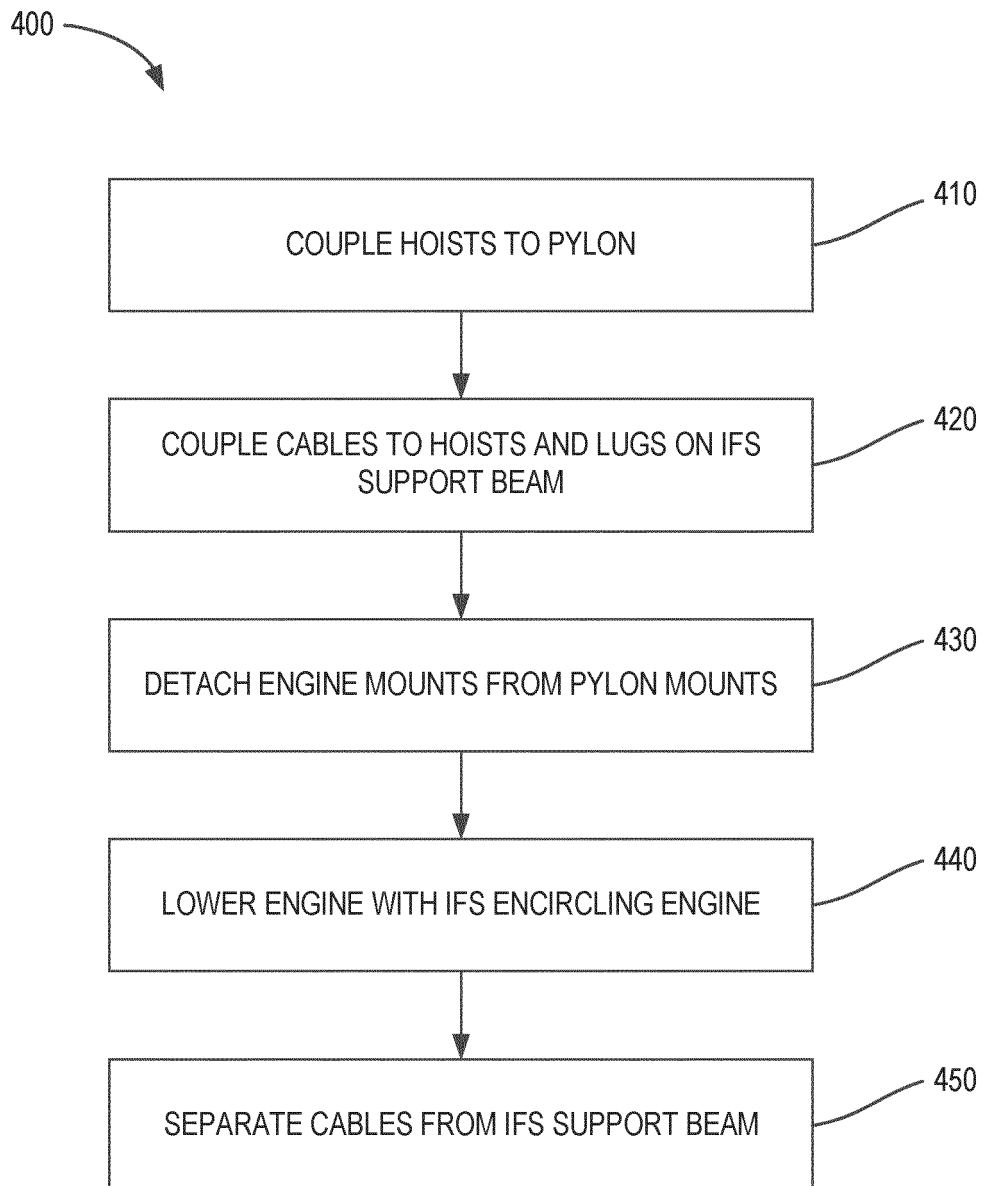 400
COUPLE HOISTS TO PYLON
410
COUPLE CABLES TO HOISTS AND LUGS ON IFS
SUPPORT BEAM
420
DETACH ENGINE MOUNTS FROM PYLON MOUNTS
430
LOWER ENGINE WITH IFS ENCIRCLING ENGINE
440
SEPARATE CABLES FROM IFS SUPPORT BEAM
450